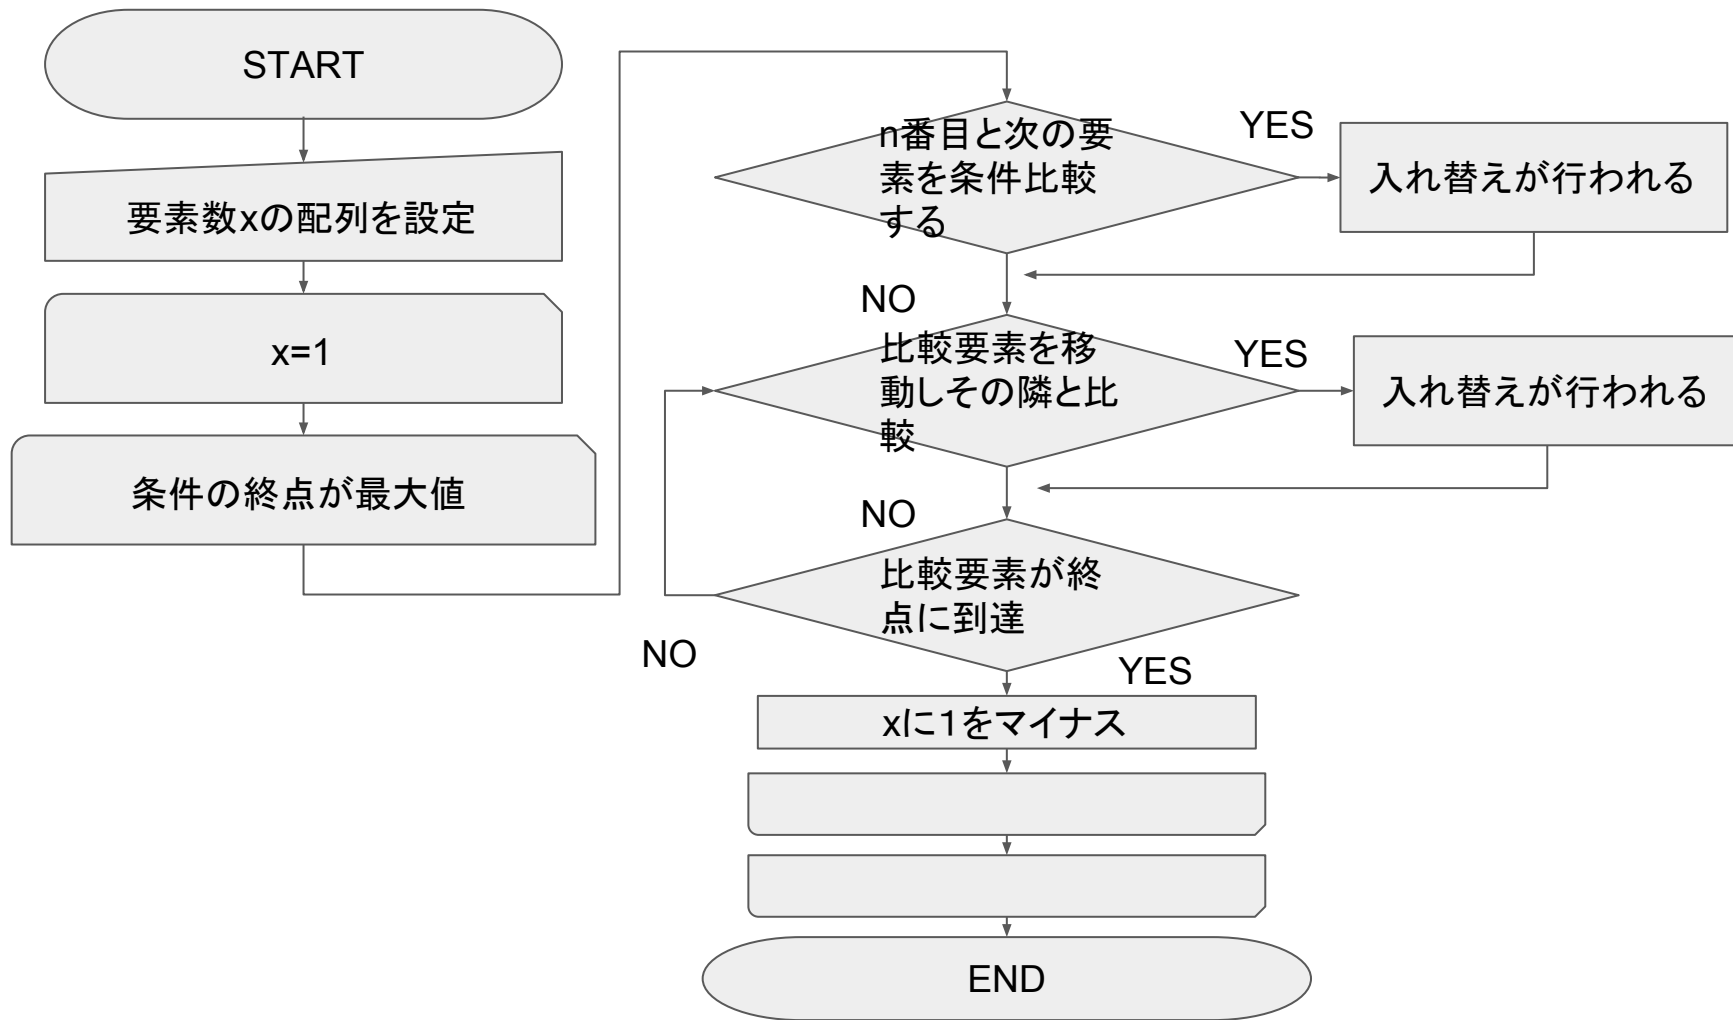 START
要素数xの配列を設定
x=1
条件の終点が最大値
n番目と次の要
素を条件比較
する
YES
入れ替えが行われる
NO
比較要素を移
動しその隣と比
較
YES
入れ替えが行われる
NO
比較要素が終
点に到達
NO
YES
xに１をマイナス
END